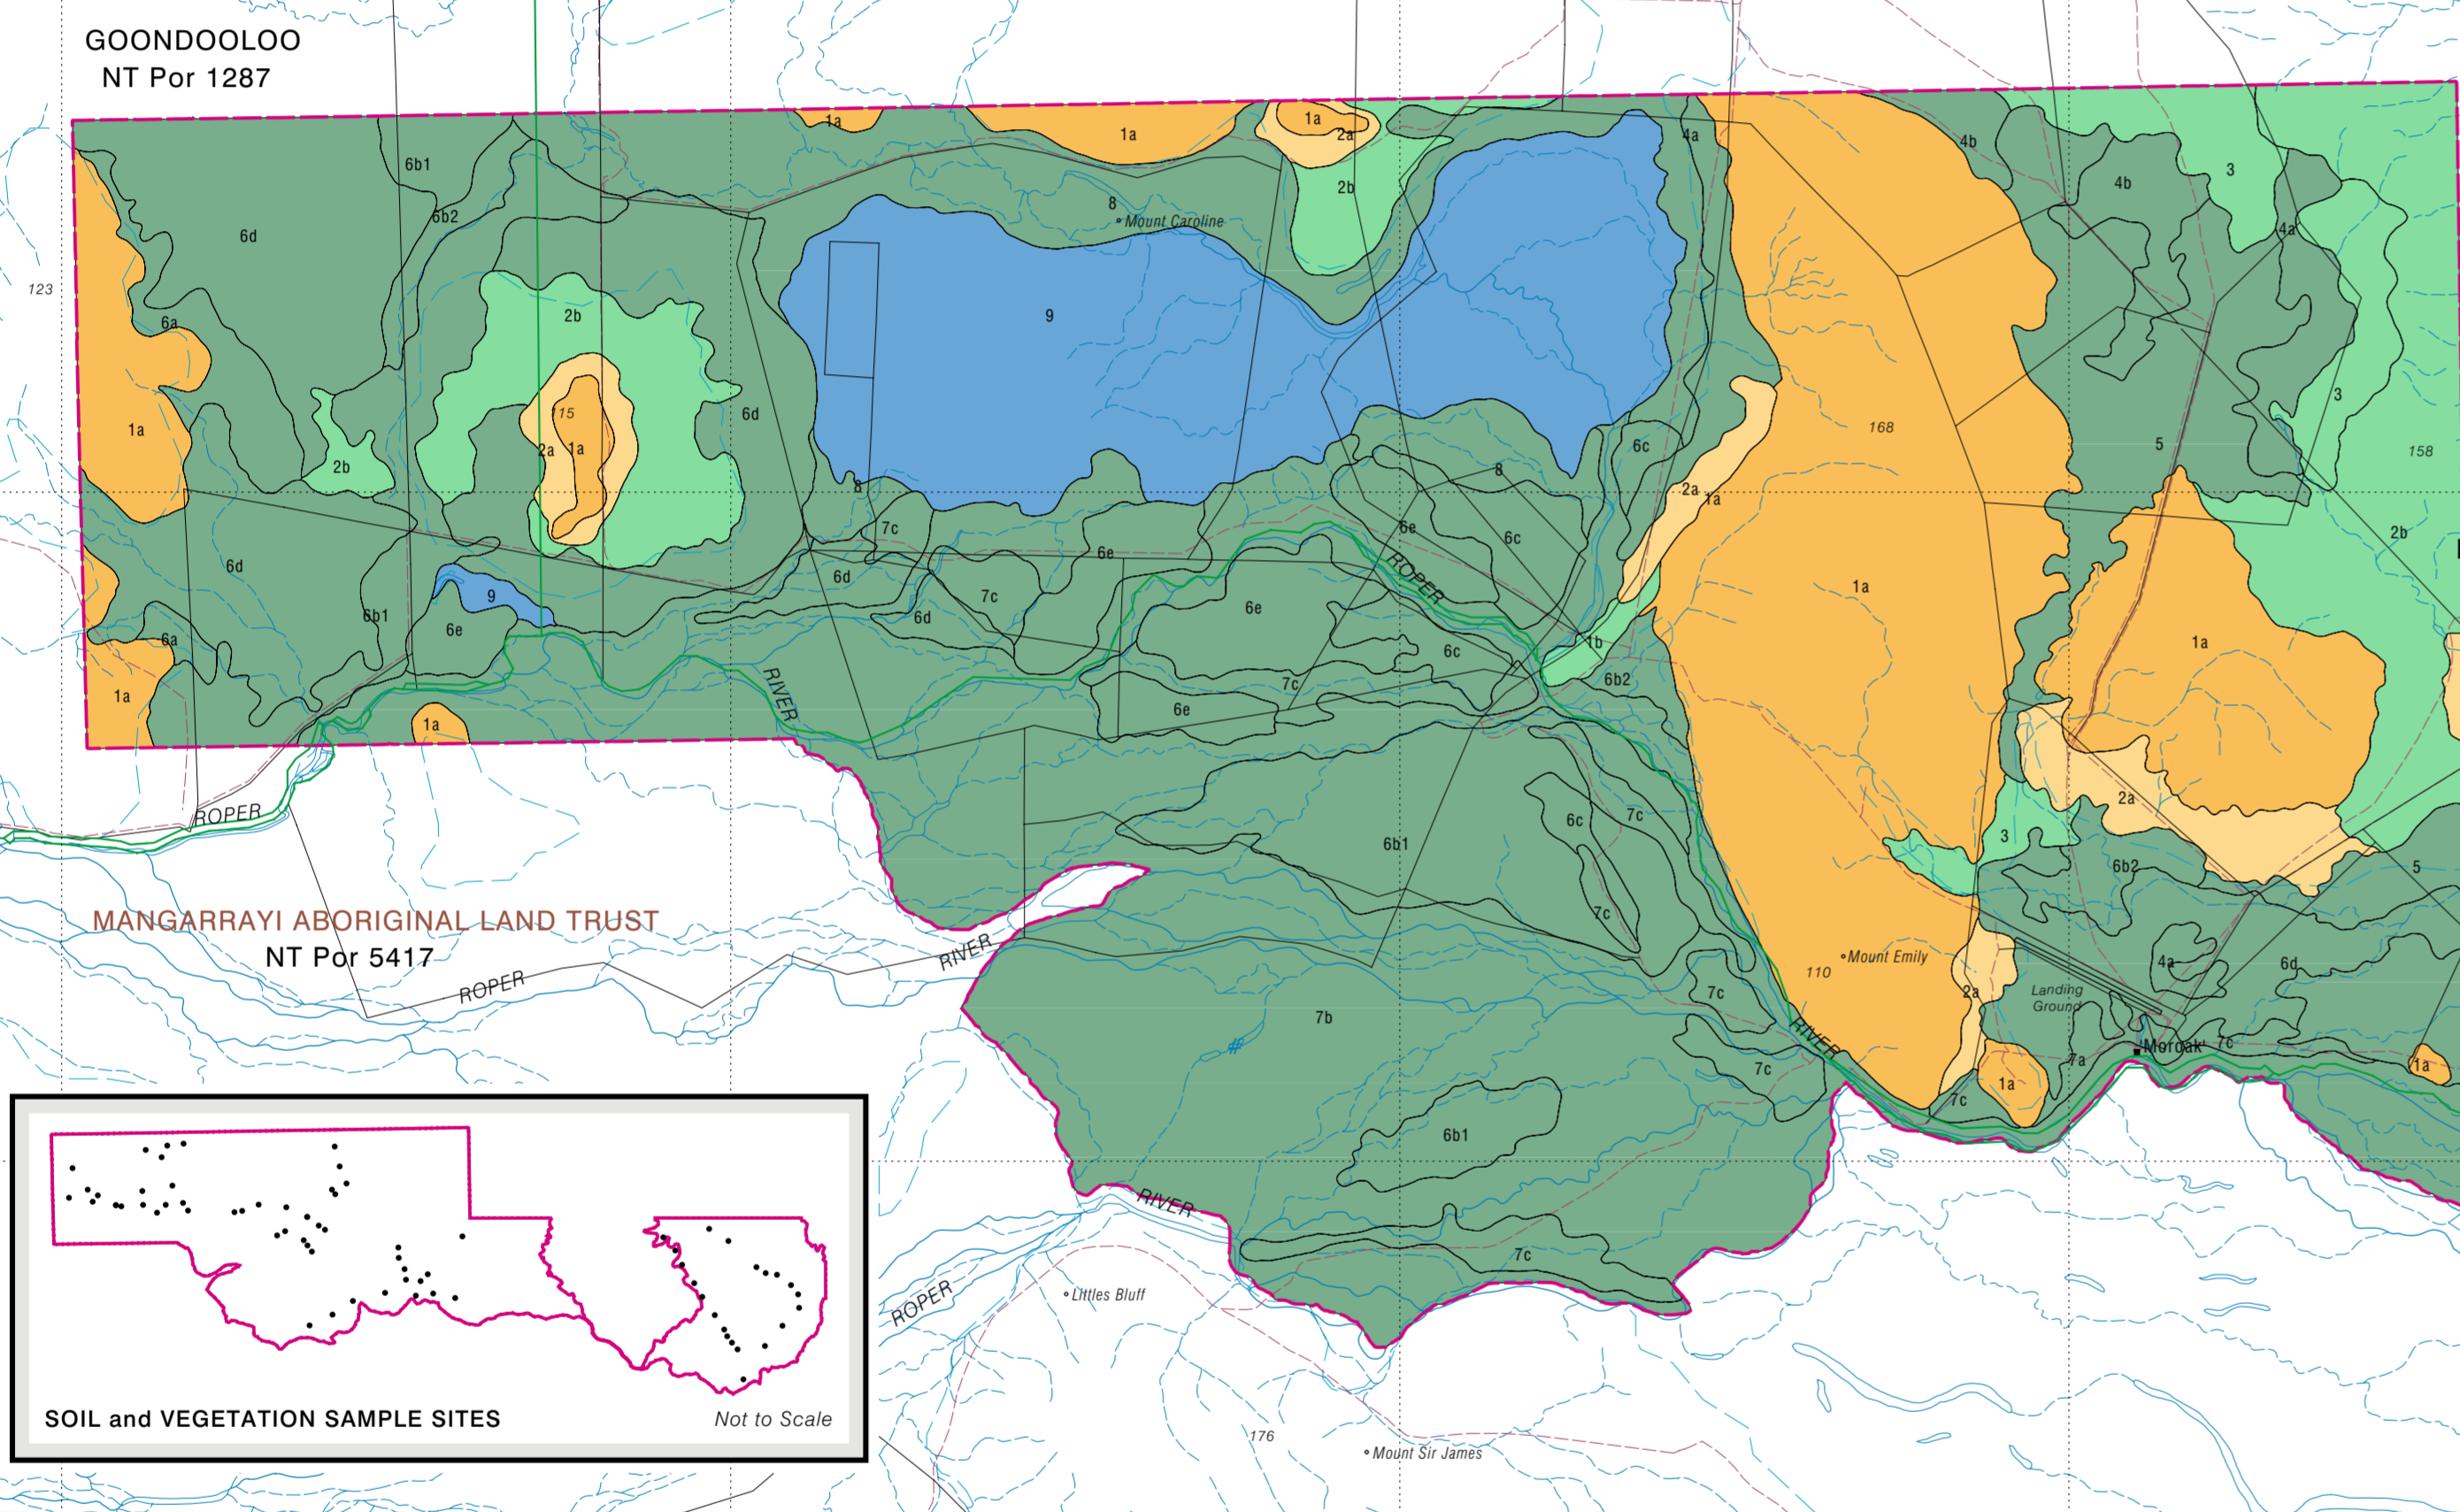 GOONDOOLOO
NT Por 1287
1a
1a
1a
2a
4a
4b
3
6b1
6b2
2b
4b
6d
8
Mount Caroline
4a
123
6a
2b
9
3
1a
115
6d
168
5
158
2a
1a
2b
8
8
6c
2a
1a
7c
6e
6e
6c
2b
6d
6d
9
7c
6e
ROPER
1a
6b1
6e
6d
6a
1b
6c
1a
1a
RIVER
7c
6b2
6e
1a
ROPER
2a
6c
7c
3
6b1
6b2
5
MANGARRAYI ABORIGINAL LAND TRUST
NT Por 5417
7c
RIVER
ROPER
Mount Emily
110
4a
6d
2a
7c
Landing
Ground
7b
RIVER
Moroak
7c
7a
7c
1a
1a
7c
6b1
RIVER
7c
ROPER
Littles Bluff
176
Mount Sir James
SOIL and VEGETATION SAMPLE SITES
Not to Scale